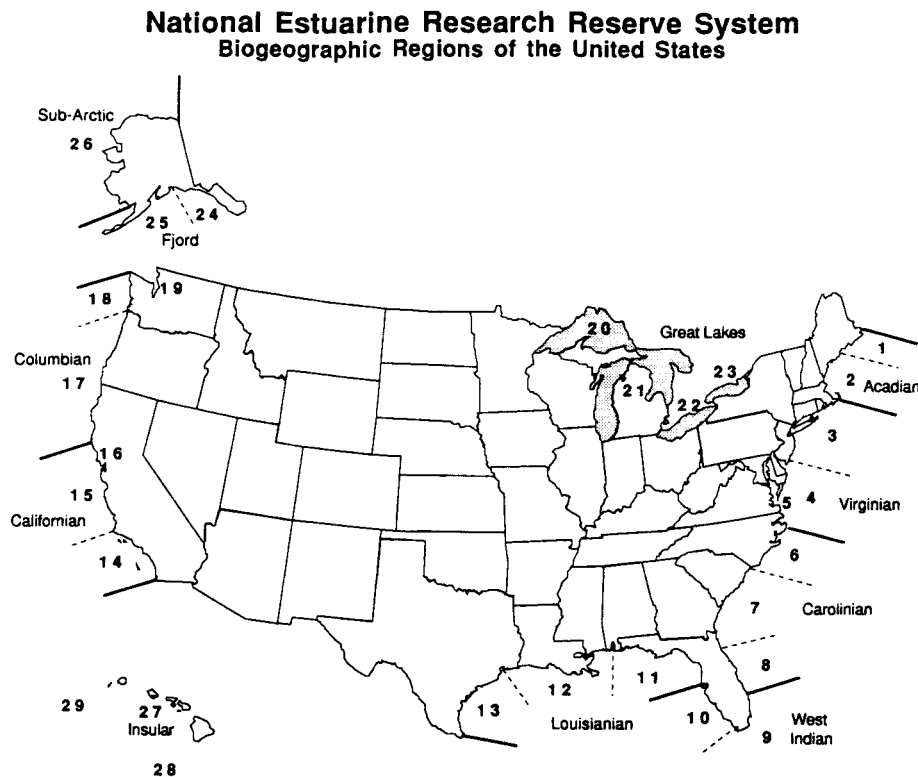 National Estuarine Research Reserve System
Biogeographic Regions of the United States
Sub-Arctic
26
25
24
Fjord
18
19
20
Great Lakes
1
Columbian
17
21
22
23
2
Acadian
16
3
15
Californian
5
4
Virginian
14
6
7
Carolinian
8
29
27
Insular
28
13
12
Louisianian
11
10
9
West
Indian